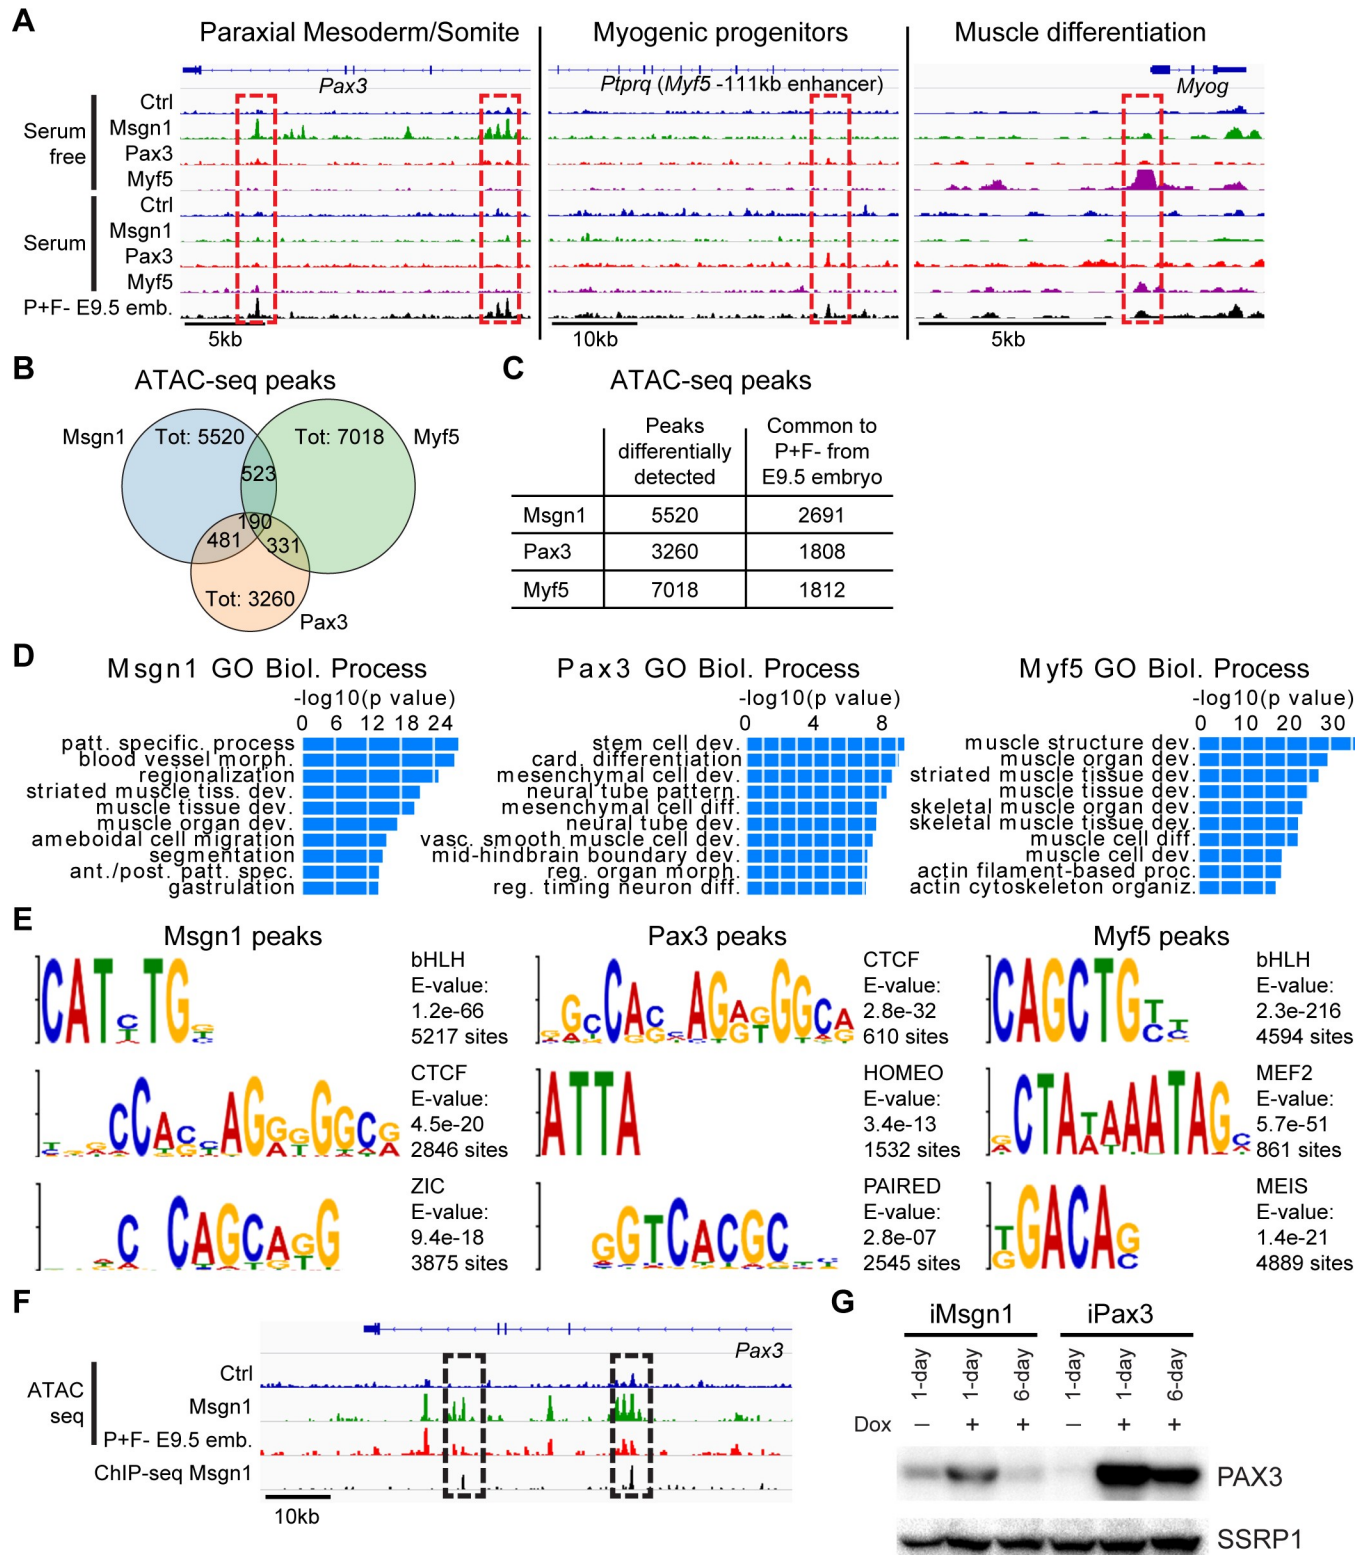 A
Paraxial Mesoderm/Somite
Myogenic progenitors
Muscle differentiation
Pax3
Ptprq (Myf5 -111kb enhancer)
Myog
Serum free
Ctrl
Msgn1
Pax3
Myf5
Serum
Ctrl
Msgn1
Pax3
Myf5
P+F- E9.5 emb.
5kb
10kb
5kb
B
ATAC-seq peaks
Msgn1
Tot: 5520
Tot: 7018
Myf5
523
190
481
331
Tot: 3260
Pax3
C
ATAC-seq peaks
Peaks differentially detected
Common to P+F- from E9.5 embryo
Msgn1 5520 2691
Pax3 3260 1808
Myf5 7018 1812
D
Msgn1 GO Biol. Process
-log10(p value)
0 6 12 18 24
patt. specific. process
blood vessel morph.
regionalization
striated muscle tiss. dev.
muscle tissue dev.
muscle organ dev.
ameboidal cell migration
segmentation
ant./post. patt. spec.
gastrulation
Pax3 GO Biol. Process
-log10(p value)
0 4 8
stem cell dev.
card. differentiation
mesenchymal cell dev.
neural tube pattern.
mesenchymal cell diff.
neural tube dev.
vasc. smooth muscle cell dev.
mid-hindbrain boundary dev.
reg. organ morph.
reg. timing neuron diff.
Myf5 GO Biol. Process
-log10(p value)
0 10 20 30
muscle structure dev.
muscle organ dev.
striated muscle tissue dev.
muscle tissue dev.
skeletal muscle organ dev.
skeletal muscle tissue dev.
muscle cell diff.
muscle cell dev.
actin filament-based proc.
actin cytoskeleton organiz.
E
Msgn1 peaks
CATCTG
bHLH
E-value:
1.2e-66
5217 sites
CTCF
E-value:
4.5e-20
2846 sites
ZIC
E-value:
9.4e-18
3875 sites
Pax3 peaks
CTCF
E-value:
2.8e-32
610 sites
ATTA
HOMEO
E-value:
3.4e-13
1532 sites
GGTCACGC
PAIRED
E-value:
2.8e-07
2545 sites
Myf5 peaks
CAGCTG
bHLH
E-value:
2.3e-216
4594 sites
MEF2
E-value:
5.7e-51
861 sites
MEIS
E-value:
1.4e-21
4889 sites
F
Pax3
ATAC seq
Ctrl
Msgn1
P+F- E9.5 emb.
ChIP-seq Msgn1
10kb
G
iMsgn1
iPax3
1-day
1-day
6-day
1-day
1-day
6-day
Dox − + + − + +
PAX3
SSRP1